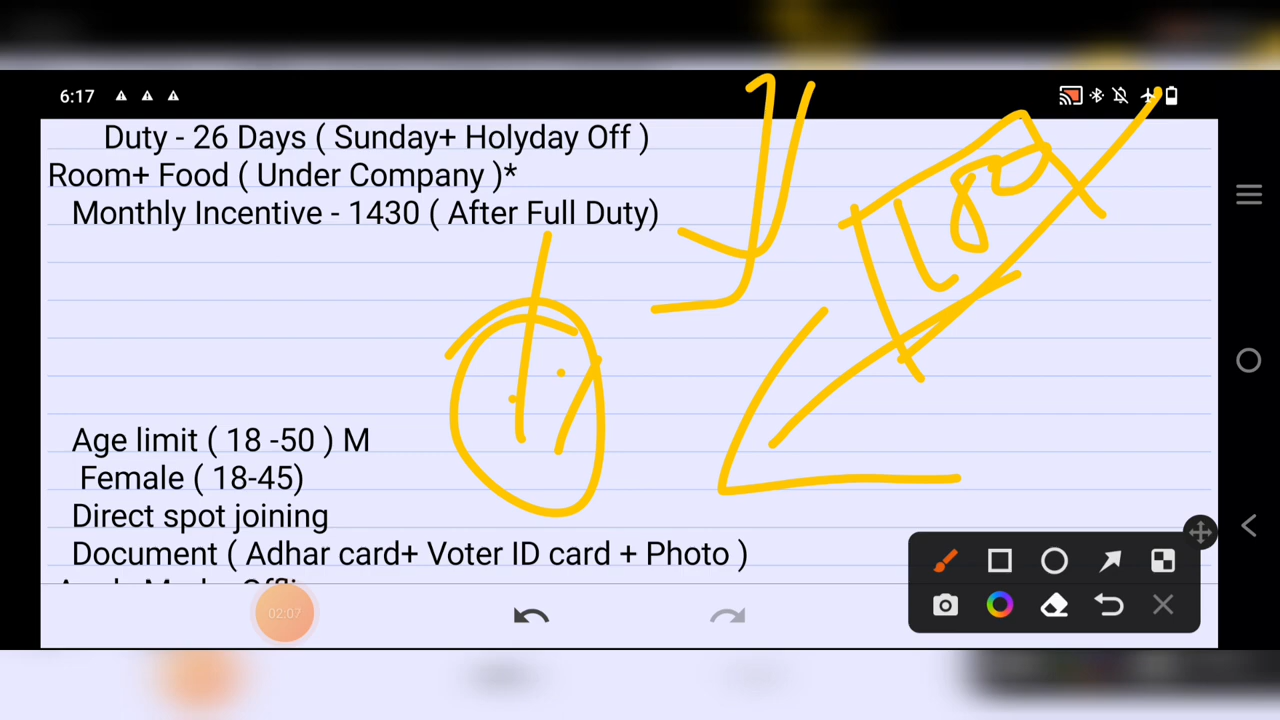 6:17
Duty - 26 Days ( Sunday+ Holyday Off )
Room+ Food ( Under Company )*
Monthly Incentive - 1430 ( After Full Duty)
180
Age limit ( 18 -50 ) M
Female ( 18-45)
Direct spot joining
Document ( Adhar card+ Voter ID card + Photo )
02:07